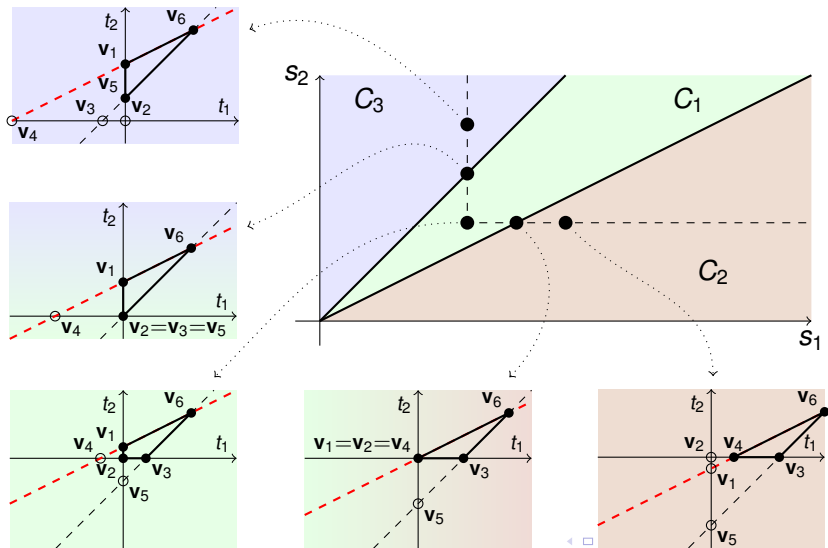 t₂
v₆
v₁
v₅
v₃
v₂
t₁
v₄
s₂
C₃
C₁
C₂
s₁
t₂
v₆
v₁
t₁
v₄
v₂=v₃=v₅
t₂
v₆
v₁
v₄
t₁
v₂
v₃
v₅
t₂
v₆
v₁=v₂=v₄
t₁
v₃
v₅
t₂
v₆
v₂
v₄
t₁
v₁
v₃
v₅